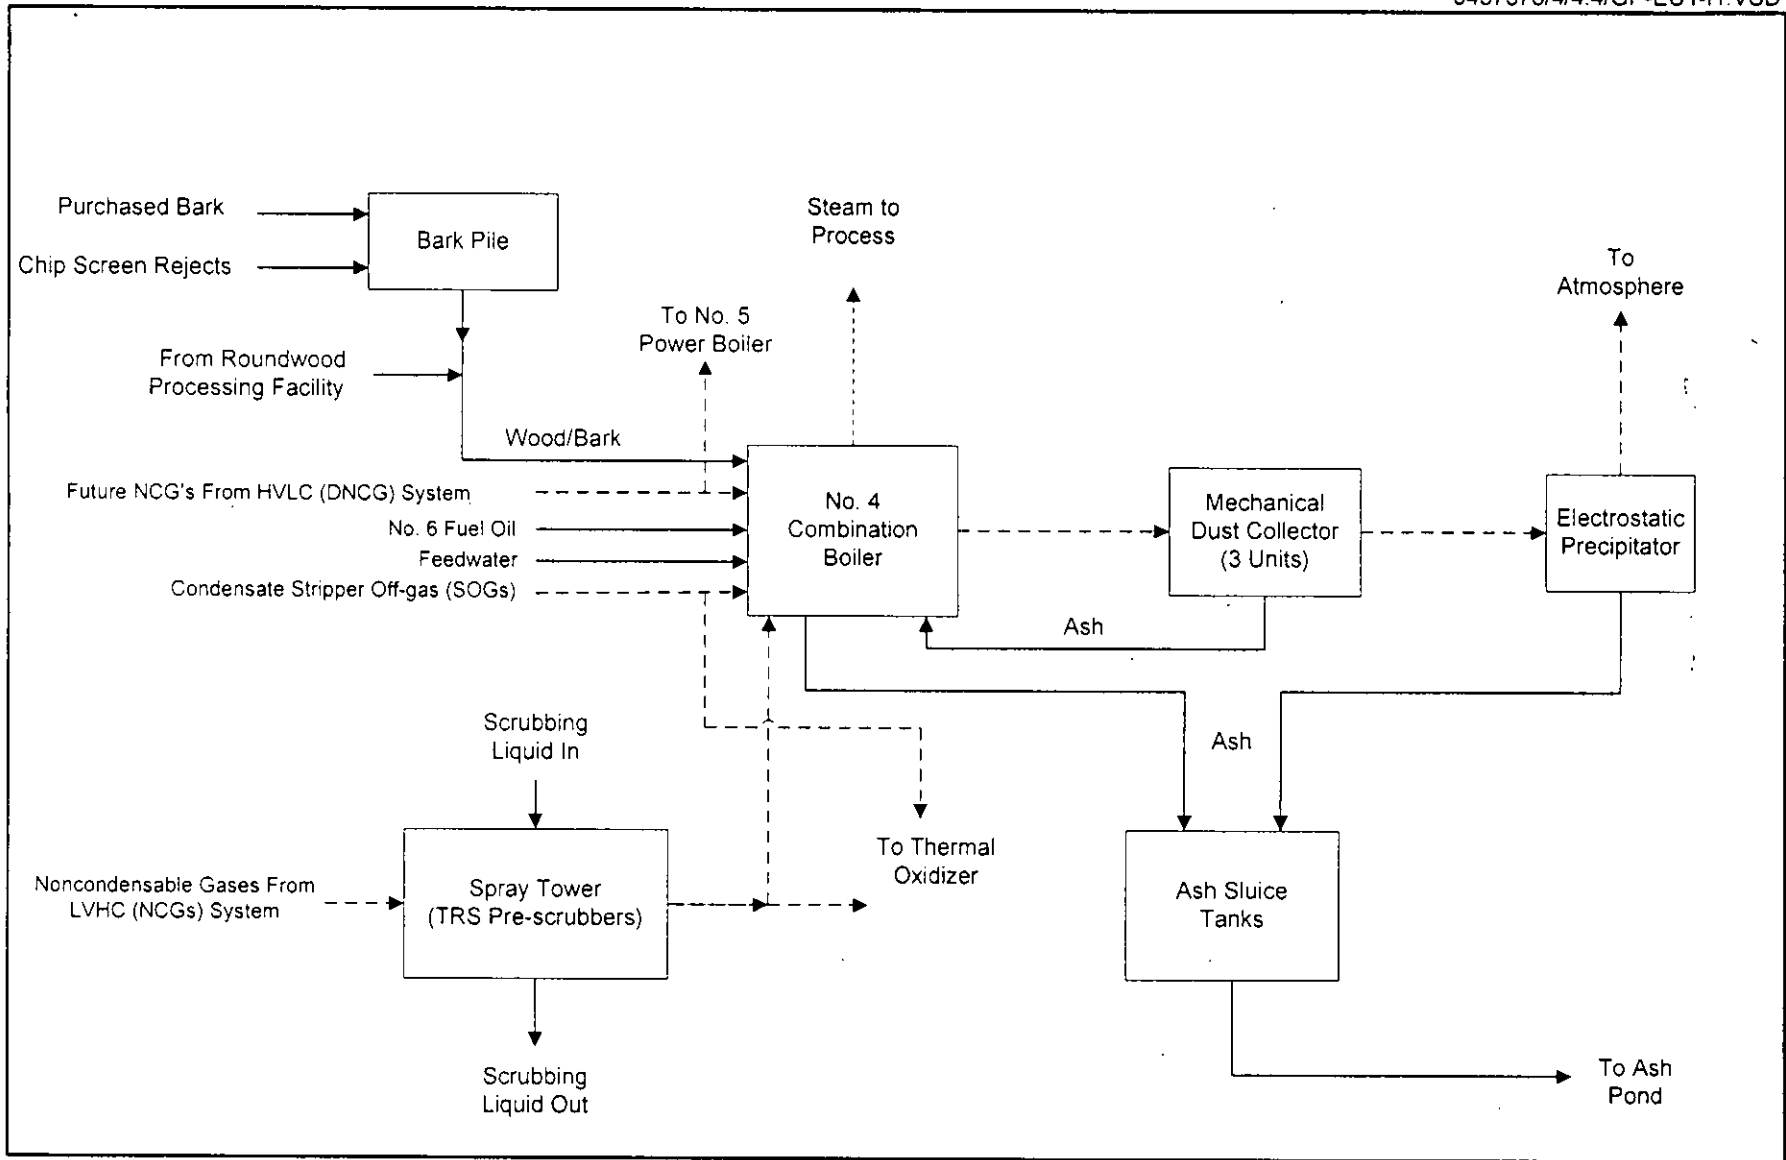 Purchased Bark
Bark Pile
Chip Screen Rejects
Steam to
Process
To
Atmosphere
To No. 5
Power Boiler
From Roundwood
Processing Facility
Wood/Bark
Future NCG's From HVLC (DNCG) System
No. 6 Fuel Oil
Feedwater
Condensate Stripper Off-gas (SOGs)
No. 4
Combination
Boiler
Mechanical
Dust Collector
(3 Units)
Electrostatic
Precipitator
Ash
Scrubbing
Liquid In
Ash
To Thermal
Oxidizer
Noncondensable Gases From
LVHC (NCGs) System
Spray Tower
(TRS Pre-scrubbers)
Ash Sluice
Tanks
Scrubbing
Liquid Out
To Ash
Pond